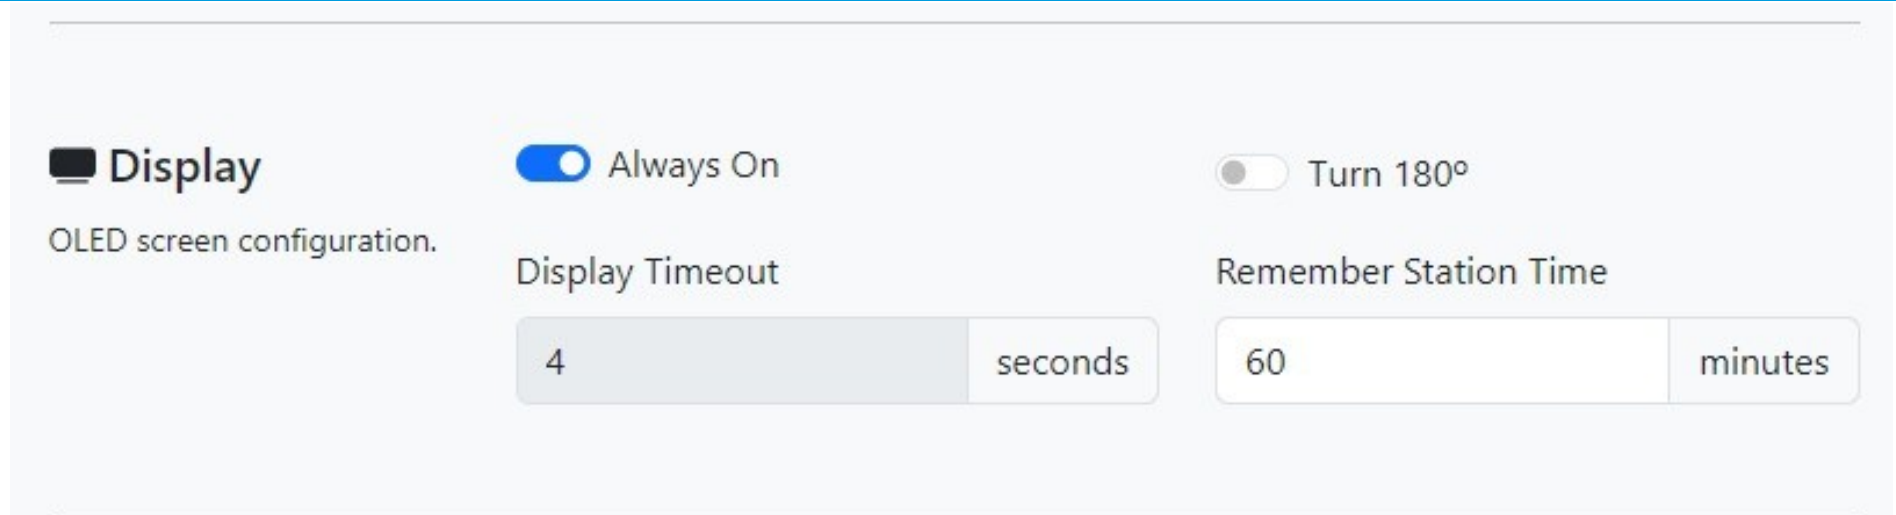 Display
OLED screen configuration.
Always On
Turn 180º
Display Timeout
4 seconds
Remember Station Time
60 minutes